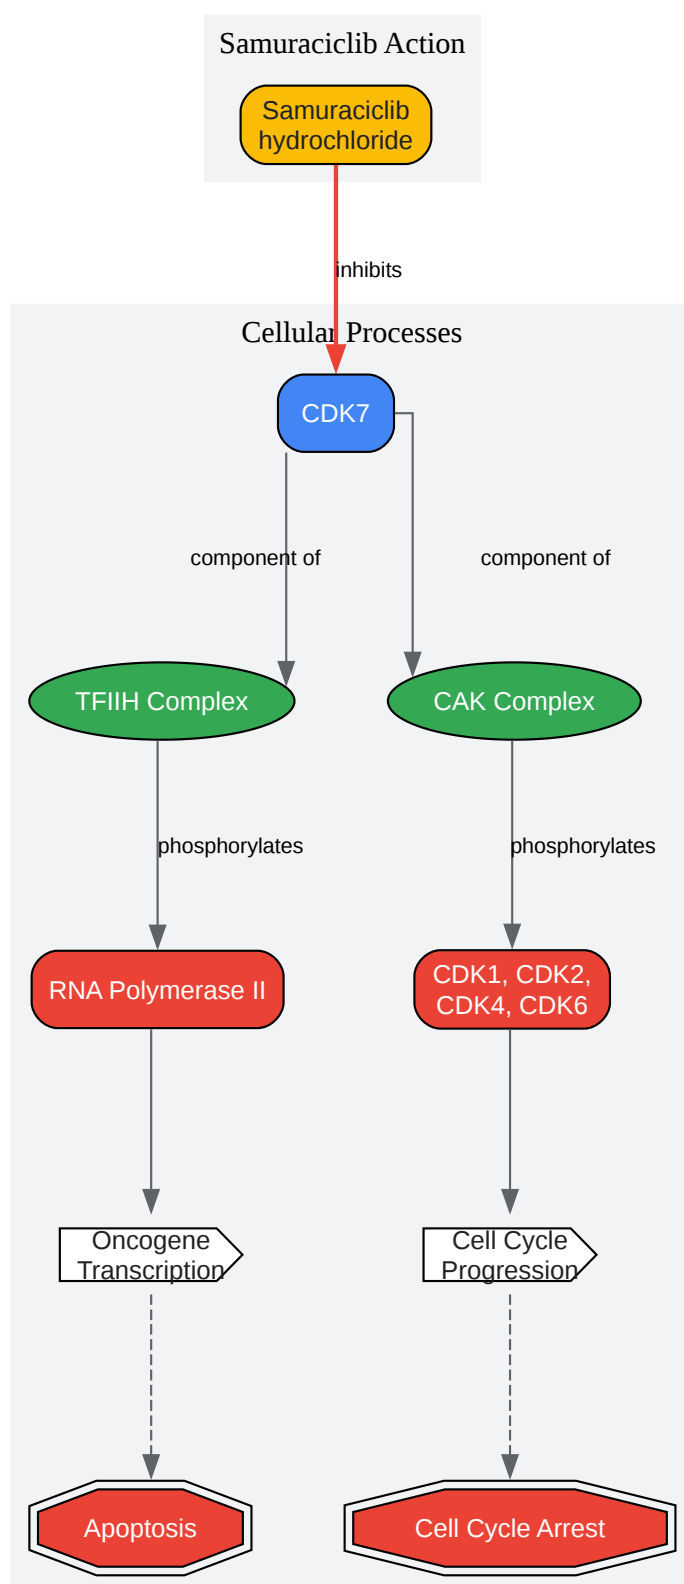 Samuraciclib Action
Samuraciclib
hydrochloride
inhibits
Cellular Processes
CDK7
component of
component of
TFIIH Complex
CAK Complex
phosphorylates
phosphorylates
RNA Polymerase II
CDK1, CDK2,
CDK4, CDK6
Oncogene
Transcription
Cell Cycle
Progression
Apoptosis
Cell Cycle Arrest